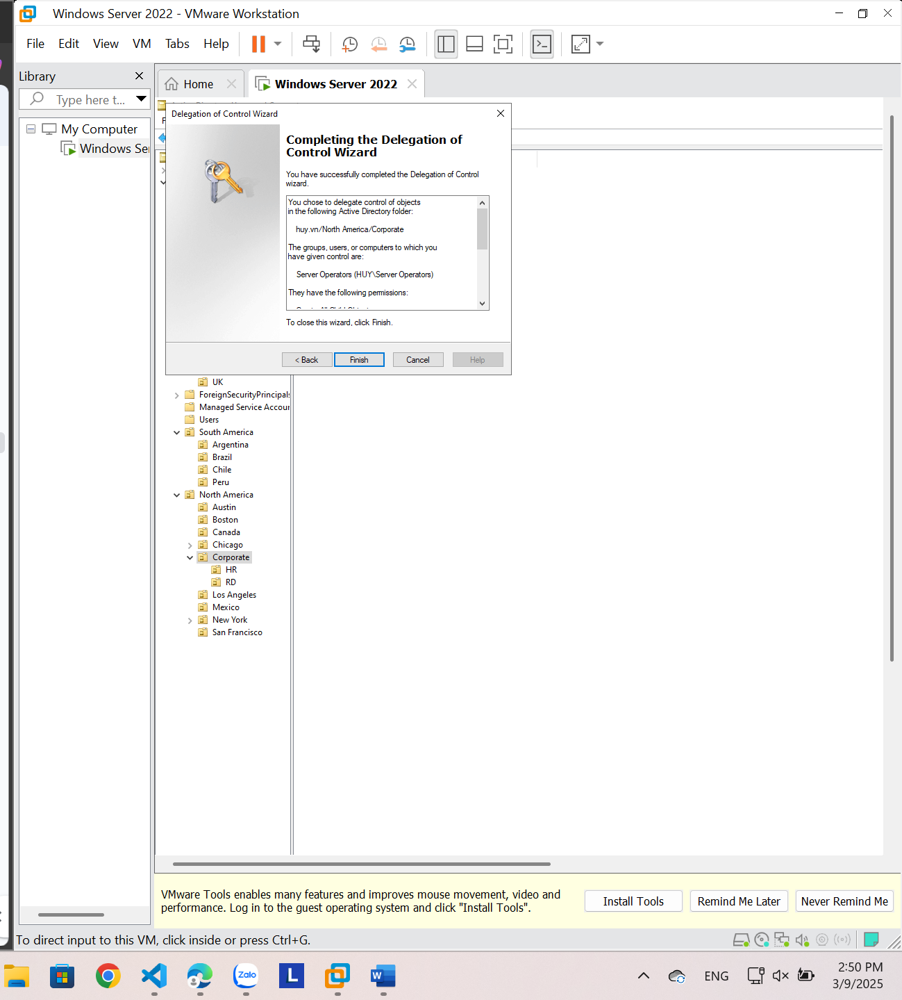 Windows Server 2022 - VMware Workstation
File Edit View VM Tabs Help
Library
Type here t...
My Computer
Windows Ser
Home
Windows Server 2022
Delegation of Control Wizard
Completing the Delegation of
Control Wizard
You have successfully completed the Delegation of Control
wizard.
You chose to delegate control of objects
in the following Active Directory folder:
huy.vn/North America/Corporate
The groups, users, or computers to which you
have given control are:
Server Operators (HUY\Server Operators)
They have the following permissions:
To close this wizard, click Finish.
< Back
Finish
Cancel
Help
UK
ForeignSecurityPrincipals
Managed Service Accour
Users
South America
Argentina
Brazil
Chile
Peru
North America
Austin
Boston
Canada
Chicago
Corporate
HR
RD
Los Angeles
Mexico
New York
San Francisco
VMware Tools enables many features and improves mouse movement, video and
performance. Log in to the guest operating system and click "Install Tools".
Install Tools
Remind Me Later
Never Remind Me
To direct input to this VM, click inside or press Ctrl+G.
Zalo
L
W
ENG
2:50 PM
3/9/2025